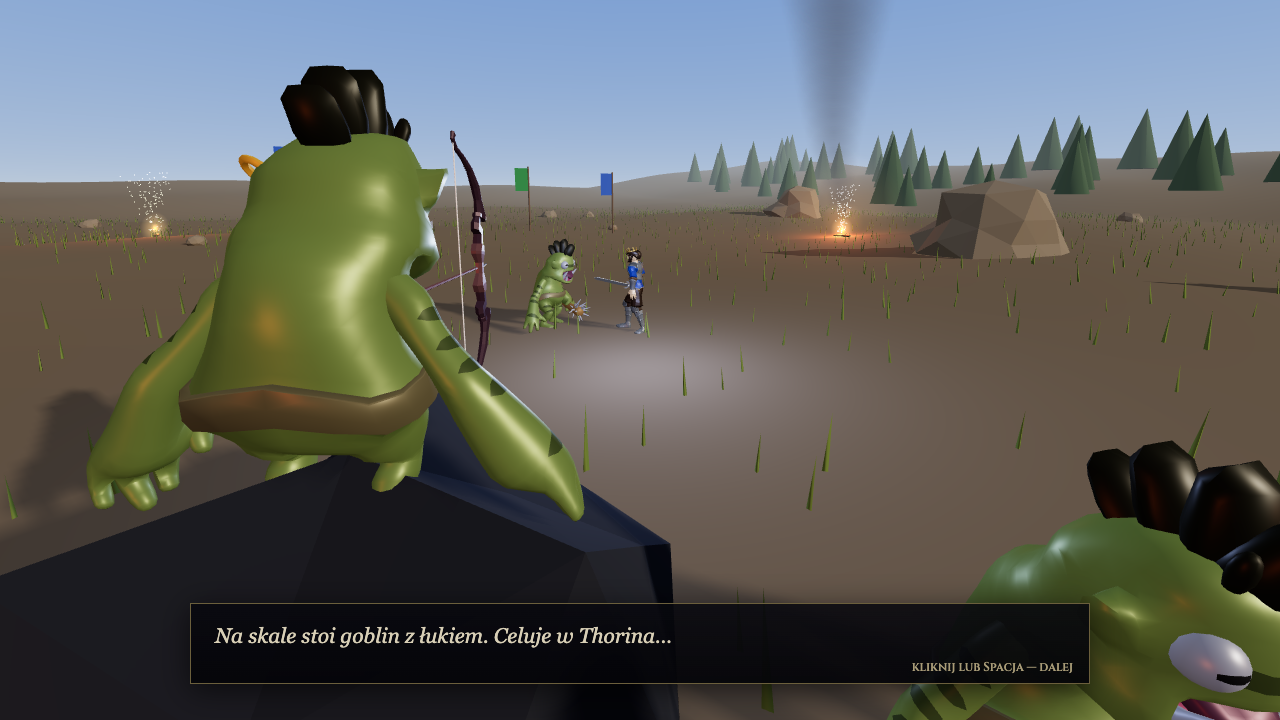 Na skale stoi goblin z łukiem. Celuje w Thorina...
KLIKNIJ LUB SPACJA — DALEJ